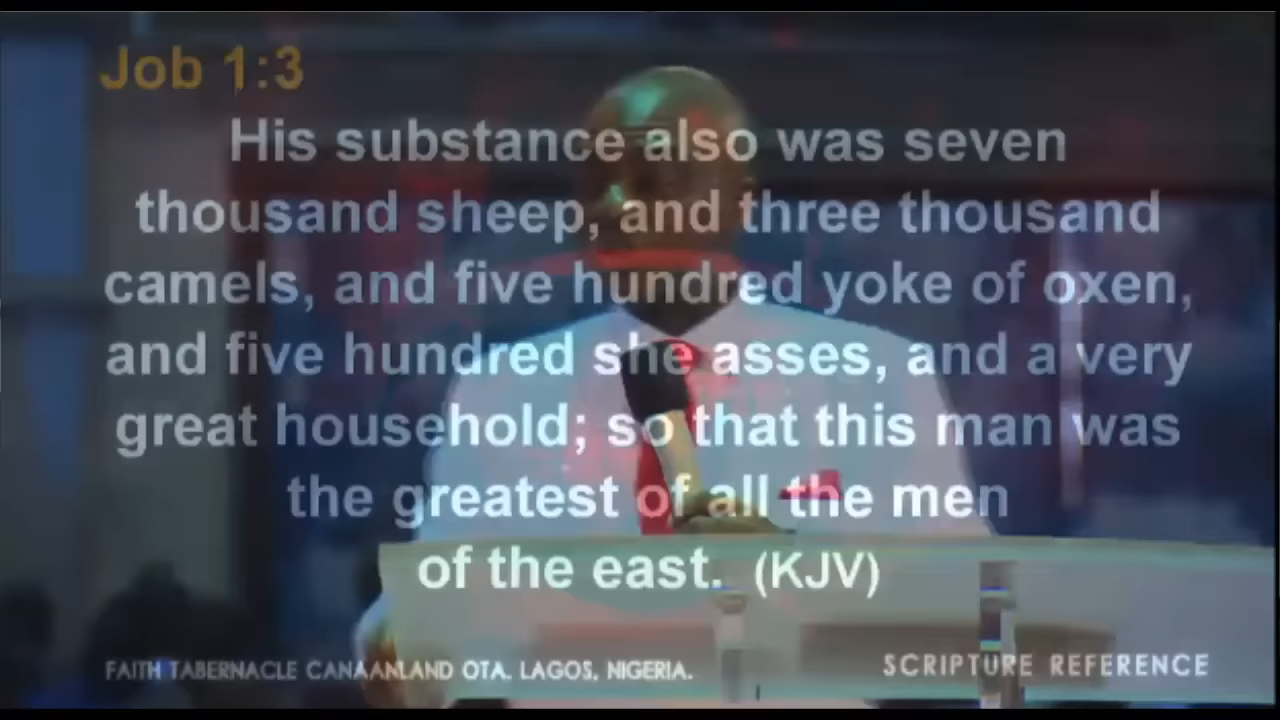 Job 1:3
His substance also was seven
thousand sheep, and three thousand
camels, and five hundred yoke of oxen,
and five hundred she asses, and a very
great household; so that this man was
the greatest of all the men
of the east. (KJV)
FAITH TABERNACLE CANAANLAND OTA. LAGOS, NIGERIA.
SCRIPTURE REFERENCE